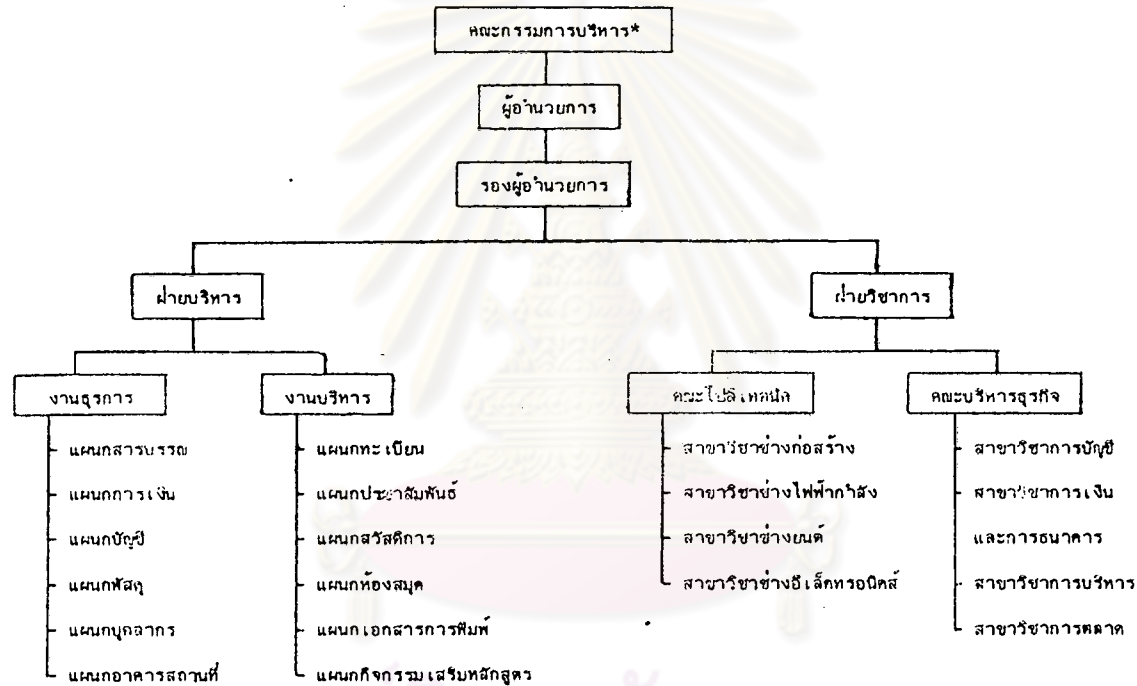 คณะกรรมการบริหาร*
ผู้อำนวยการ
รองผู้อำนวยการ
ฝ่ายบริหาร
ฝ่ายวิชาการ
งานธุรการ
งานบริหาร
คณะโปลีเทคนิค
คณะบริหารธุรกิจ
แผนกสารบรรณ
แผนกการเงิน
แผนกบัญชี
แผนกพัสดุ
แผนกบุคลากร
แผนกอาคารสถานที่
แผนกทะเบียน
แผนกประชาสัมพันธ์
แผนกสวัสดิการ
แผนกห้องสมุด
แผนกเอกสารการพิมพ์
แผนกกิจกรรมเสริมหลักสูตร
สาขาวิชาช่างก่อสร้าง
สาขาวิชาช่างไฟฟ้ากำลัง
สาขาวิชาช่างยนต์
สาขาวิชาช่างอิเล็คทรอนิคส์
สาขาวิชาการบัญชี
สาขาวิชาการเงิน
และการธนาคาร
สาขาวิชาการบริหาร
สาขาวิชาการตลาด